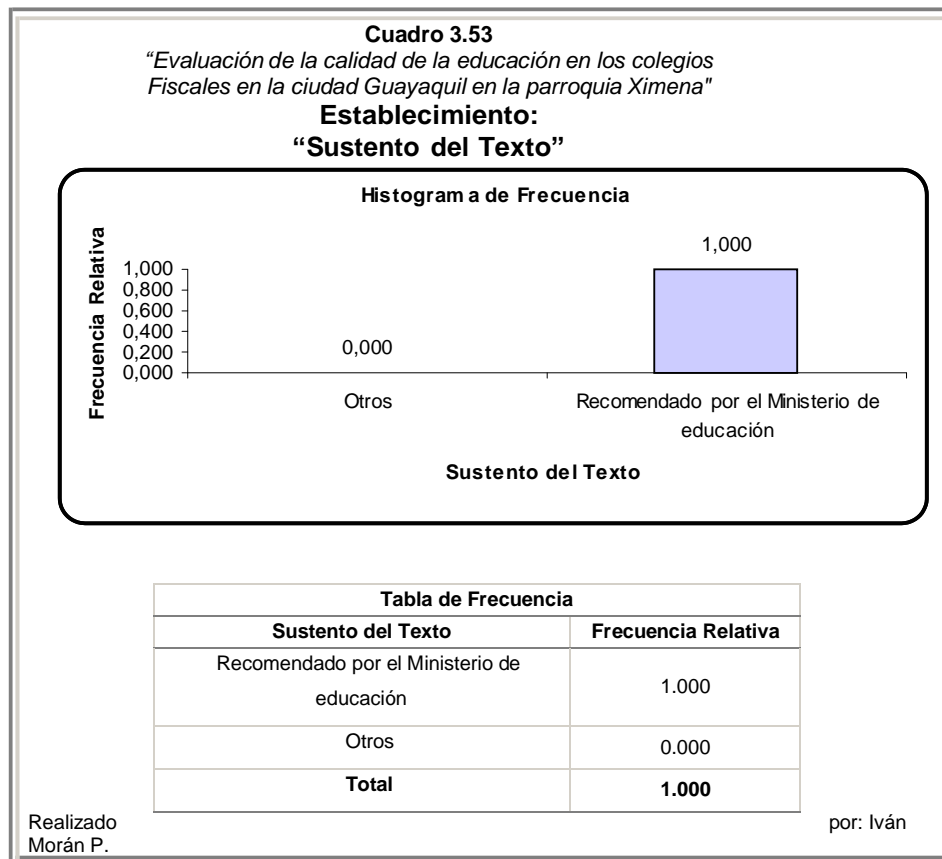 Cuadro 3.53
“Evaluación de la calidad de la educación en los colegios
Fiscales en la ciudad Guayaquil en la parroquia Ximena"
Establecimiento:
“Sustento del Texto”
Histograma de Frecuencia
Frecuencia Relativa
1,000
0,800
0,600
0,400
0,200
0,000
0,000
1,000
Otros
Recomendado por el Ministerio de
educación
Sustento del Texto
Tabla de Frecuencia
Sustento del Texto Frecuencia Relativa
Recomendado por el Ministerio de
educación 1.000
Otros 0.000
Total 1.000
Realizado por: Iván
Morán P.